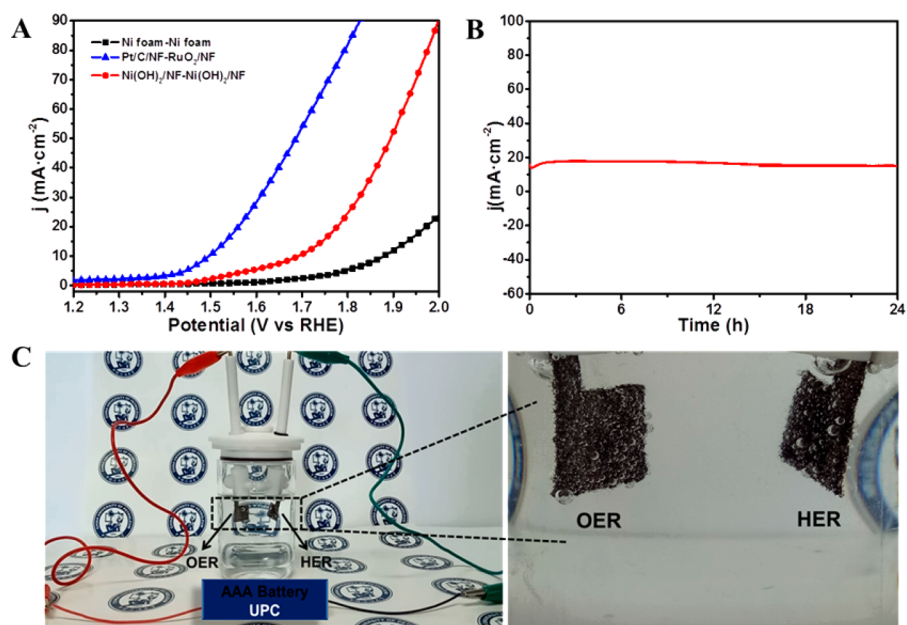 A
90
80
70
60
50
40
30
20
10
0
j (mA·cm⁻²)
Ni foam-Ni foam
Pt/C/NF-RuO₂/NF
Ni(OH)₂/NF-Ni(OH)₂/NF
1.2 1.3 1.4 1.5 1.6 1.7 1.8 1.9 2.0
Potential (V vs RHE)
B
100
80
60
40
20
0
-20
-40
-60
j(mA·cm⁻²)
0 6 12 18 24
Time (h)
C
OER
HER
AAA Battery
UPC
OER
HER